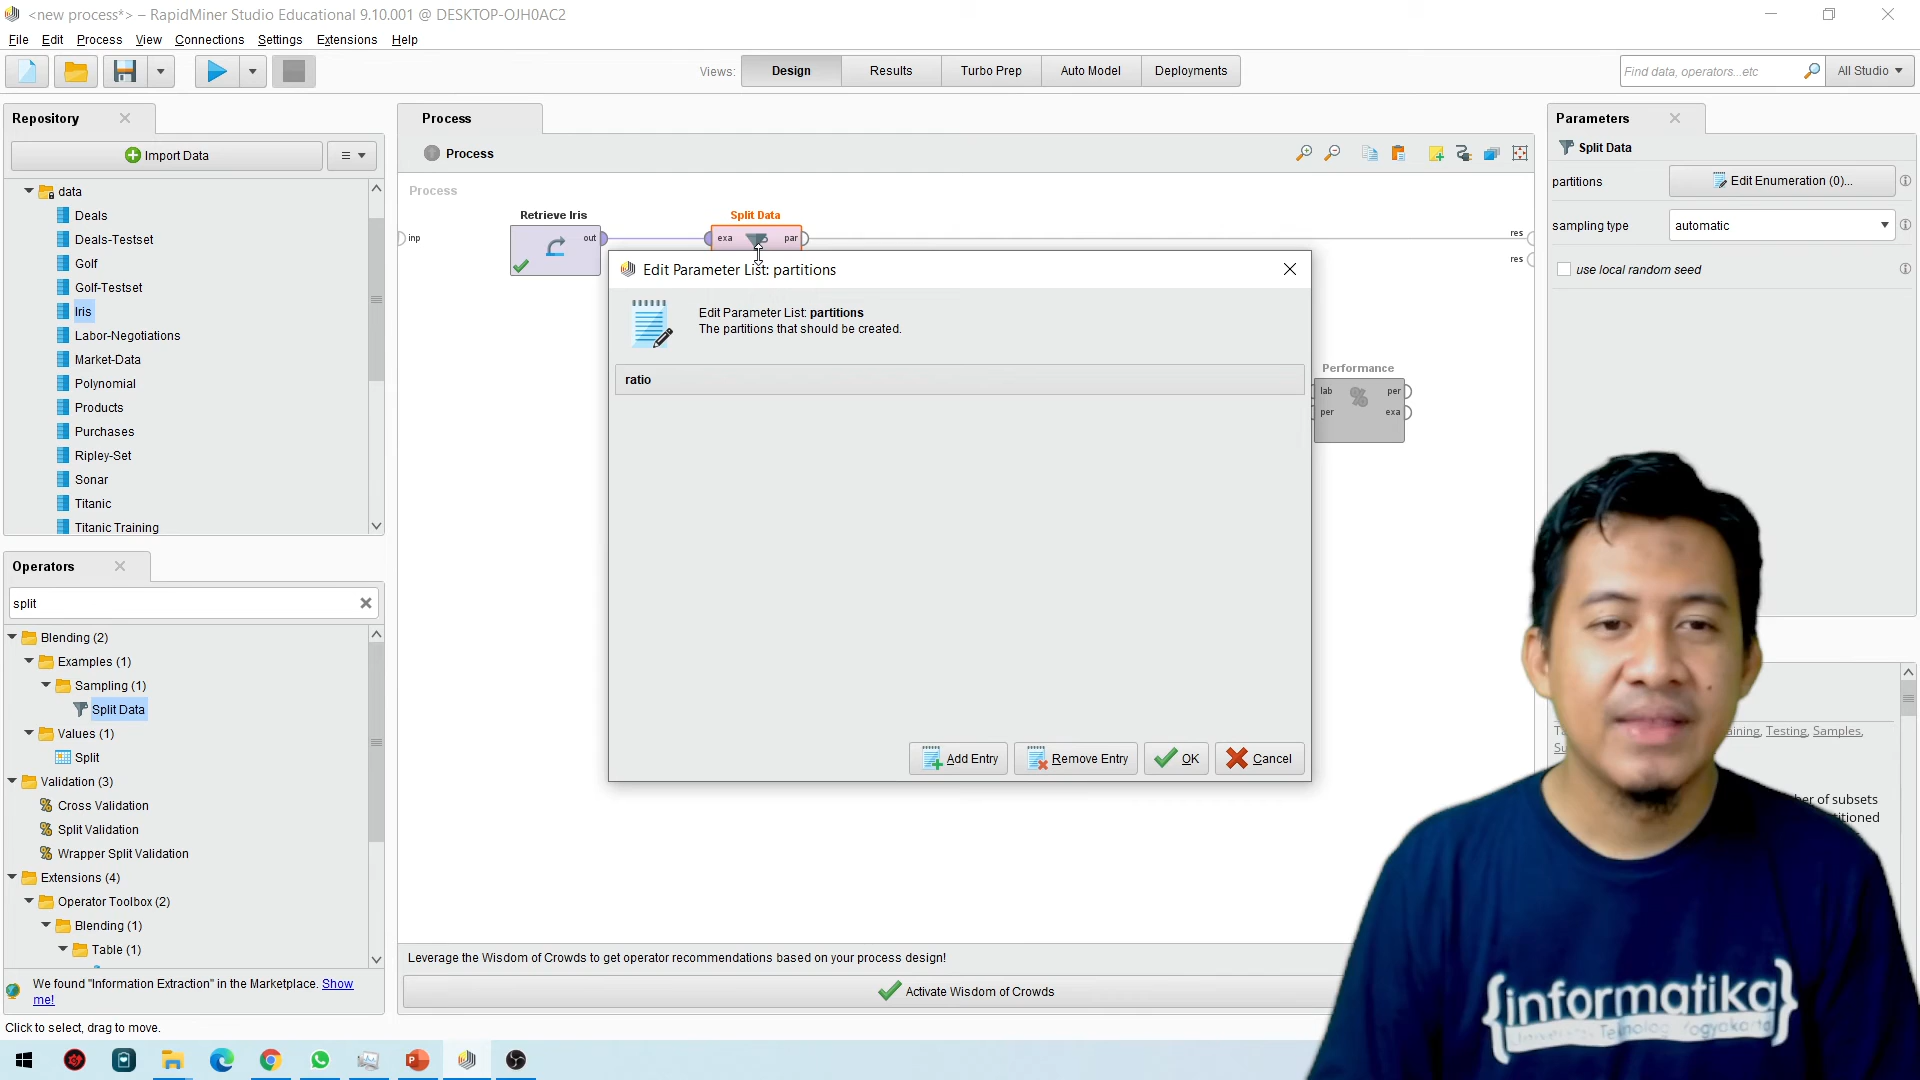 <new process*> – RapidMiner Studio Educational 9.10.001 @ DESKTOP-OJH0AC2
File Edit Process View Connections Settings Extensions Help
Views: Design Results Turbo Prep Auto Model Deployments
Find data, operators...etc
All Studio
Repository
Import Data
data
Deals
Deals-Testset
Golf
Golf-Testset
Iris
Labor-Negotiations
Market-Data
Polynomial
Products
Purchases
Ripley-Set
Sonar
Titanic
Titanic Training
Operators
split
Blending (2)
Examples (1)
Sampling (1)
Split Data
Values (1)
Split
Validation (3)
Cross Validation
Split Validation
Wrapper Split Validation
Extensions (4)
Operator Toolbox (2)
Blending (1)
Table (1)
We found "Information Extraction" in the Marketplace. Show
me!
Click to select, drag to move.
Process
Process
Process
inp
Retrieve Iris
out
Split Data
exa par
res
res
Performance
lab per
per exa
Edit Parameter List: partitions
Edit Parameter List: partitions
The partitions that should be created.
ratio
Add Entry
Remove Entry
OK
Cancel
Leverage the Wisdom of Crowds to get operator recommendations based on your process design!
Activate Wisdom of Crowds
Parameters
Split Data
partitions
Edit Enumeration (0)...
sampling type
automatic
use local random seed
Testing, Samples,
of subsets
{informatika}
Universitas Teknologi Yogyakarta